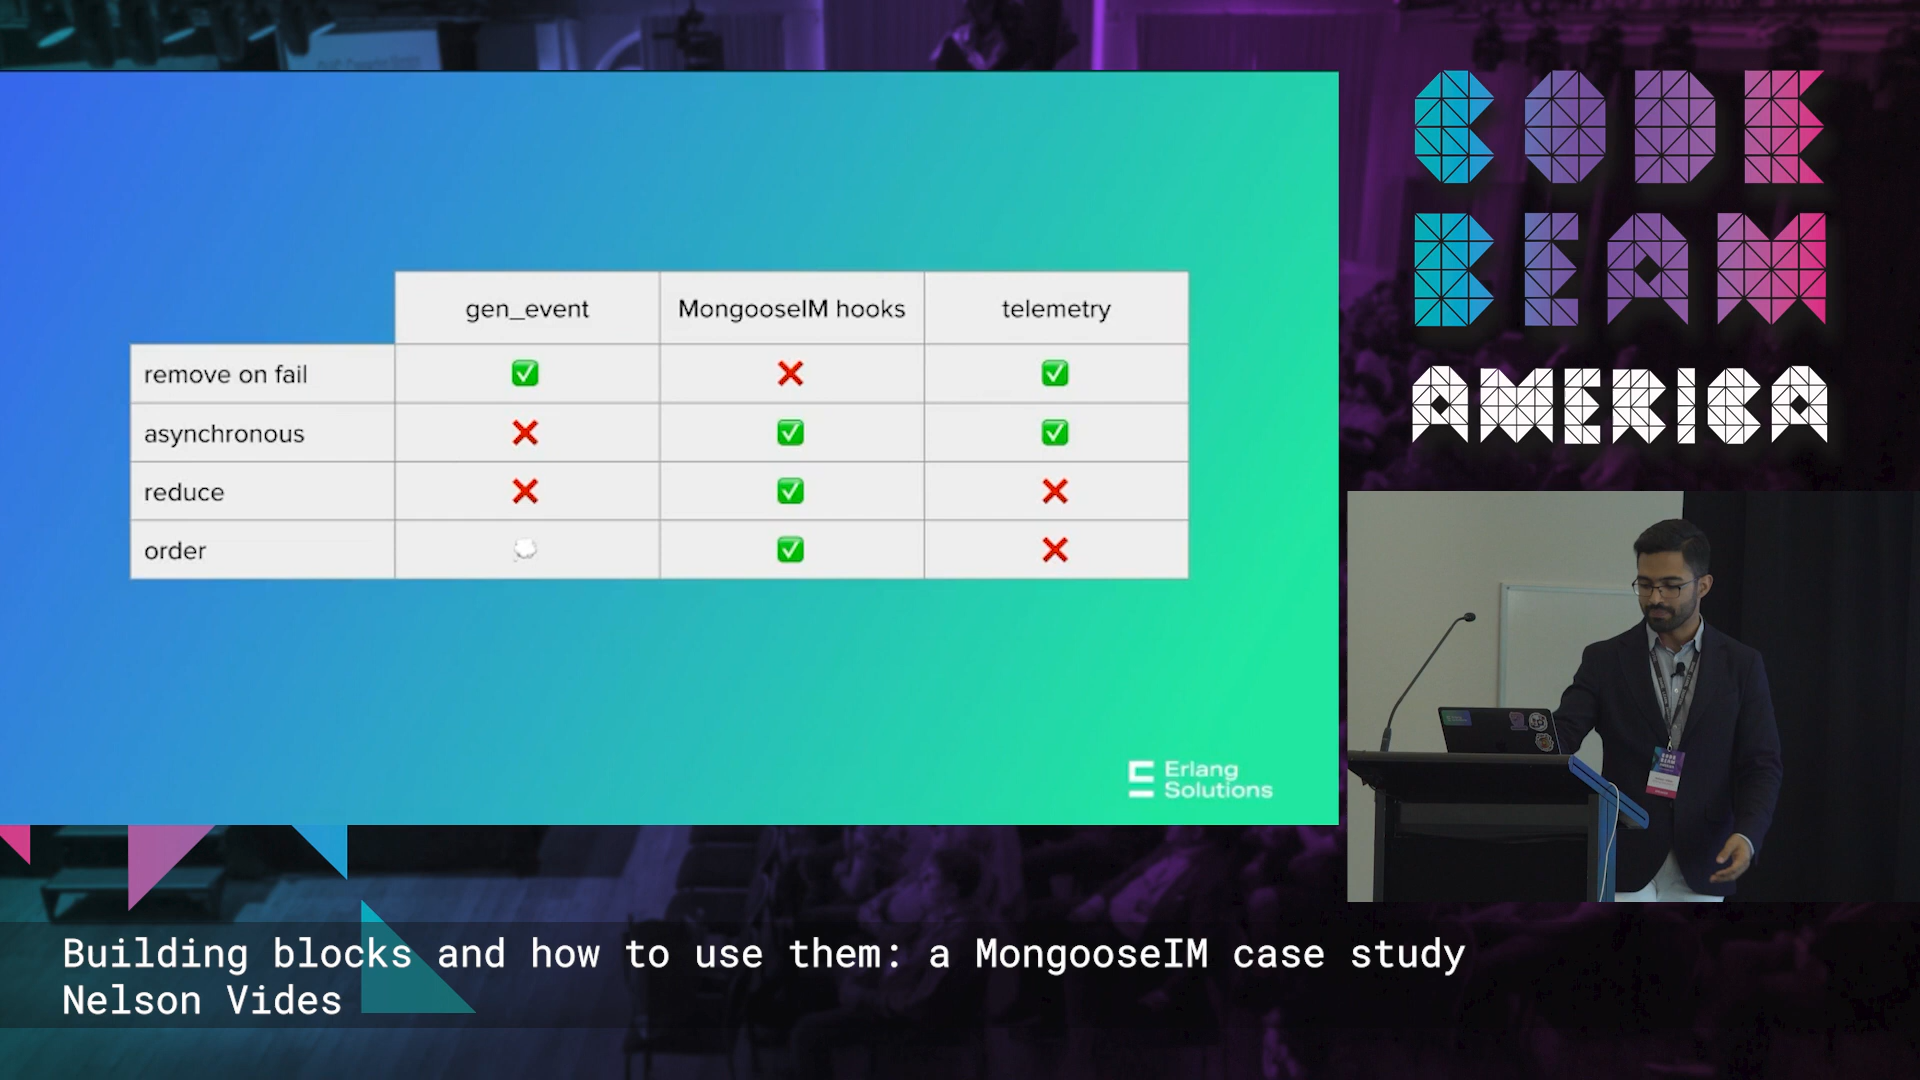 CODE
BEAM
AMERICA
gen_event MongooseIM hooks telemetry
remove on fail ✅ ❌ ✅
asynchronous ❌ ✅ ✅
reduce ❌ ✅ ❌
order 💭 ✅ ❌
Erlang
Solutions
Building blocks and how to use them: a MongooseIM case study
Nelson Vides